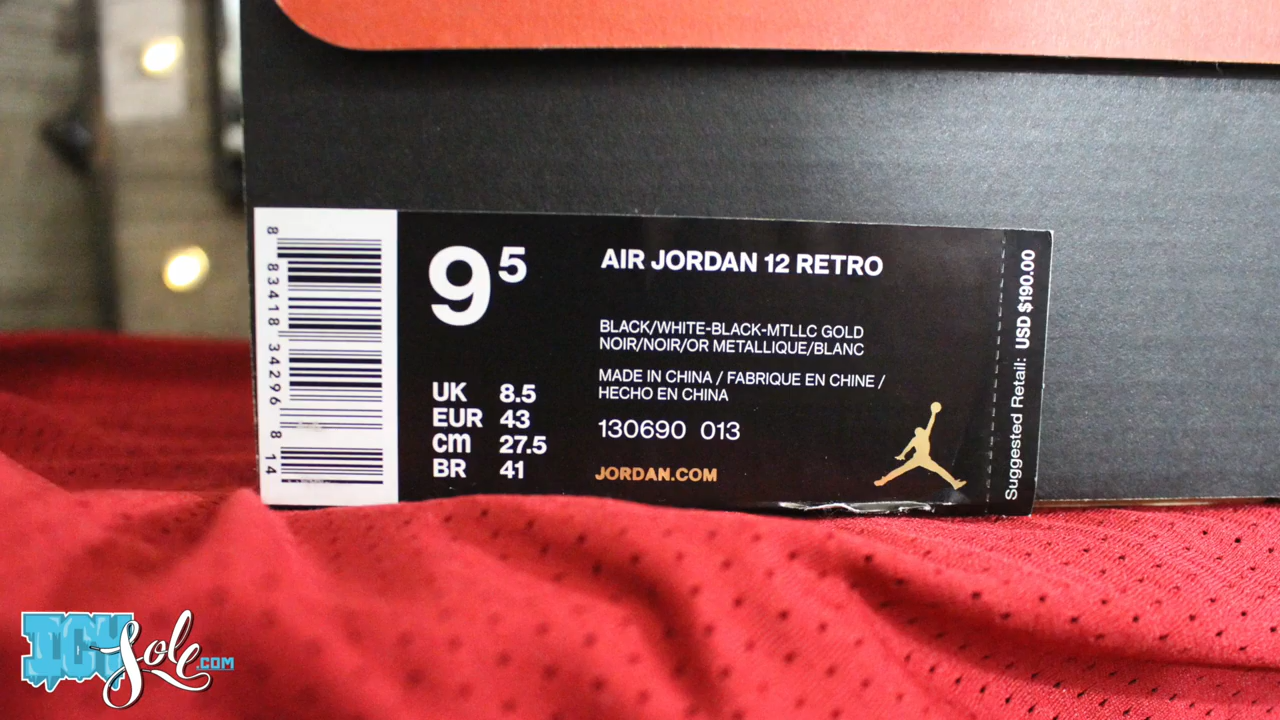 8 83418 34296 8 14
9 5
UK 8.5
EUR 43
cm 27.5
BR 41
AIR JORDAN 12 RETRO
BLACK/WHITE-BLACK-MTLLC GOLD
NOIR/NOIR/OR METALLIQUE/BLANC
MADE IN CHINA / FABRIQUE EN CHINE /
HECHO EN CHINA
130690 013
JORDAN.COM
Suggested Retail: USD $190.00
ICY Sole.COM